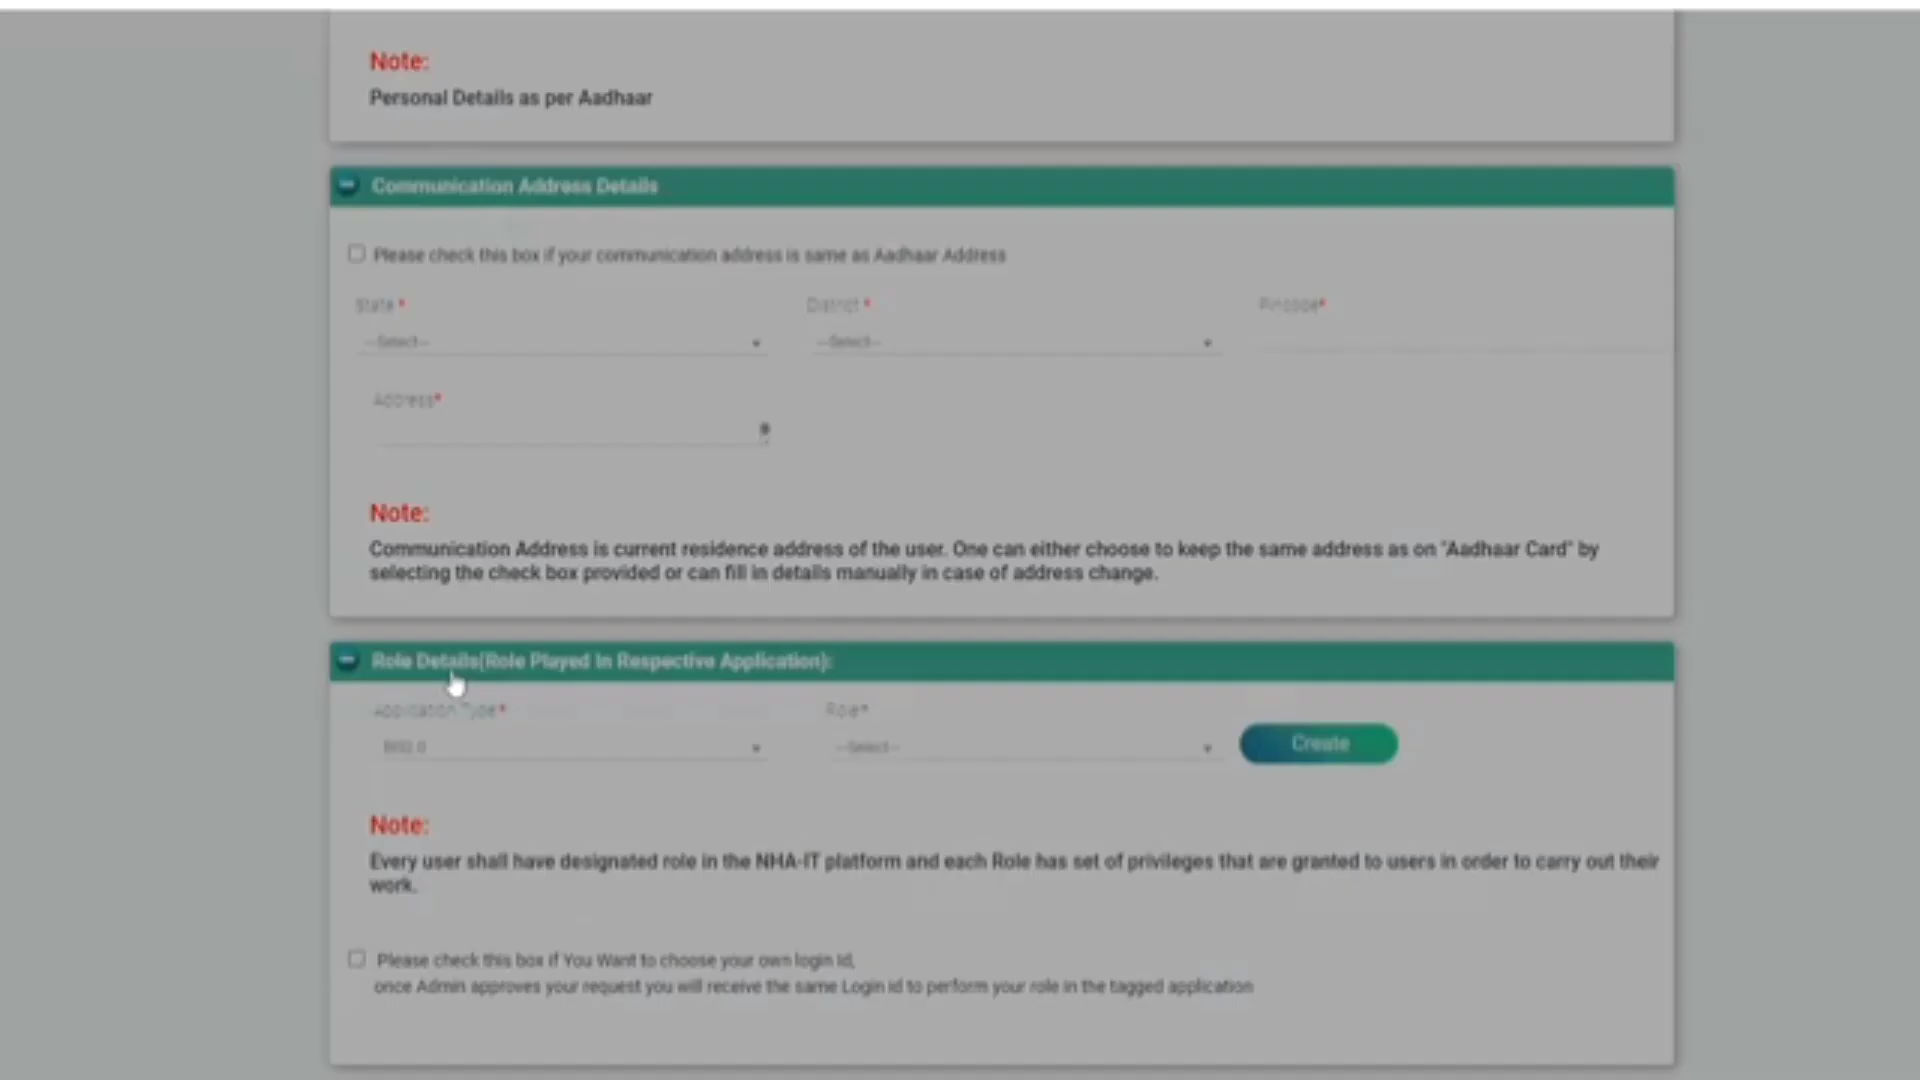 Note:
Personal Details as per Aadhaar
Communication Address Details
Please check this box if your communication address is same as Aadhaar Address
State * District * Pincode*
--Select-- --Select--
Address*
Note:
Communication Address is current residence address of the user. One can either choose to keep the same address as on "Aadhaar Card" by
selecting the check box provided or can fill in details manually in case of address change.
Role Details(Role Played In Respective Application):
Application Type* Role*
--Select-- Create
Note:
Every user shall have designated role in the NHA-IT platform and each Role has set of privileges that are granted to users in order to carry out their
work.
Please check this box if You Want to choose your own login Id,
once Admin approves your request you will receive the same Login id to perform your role in the tagged application